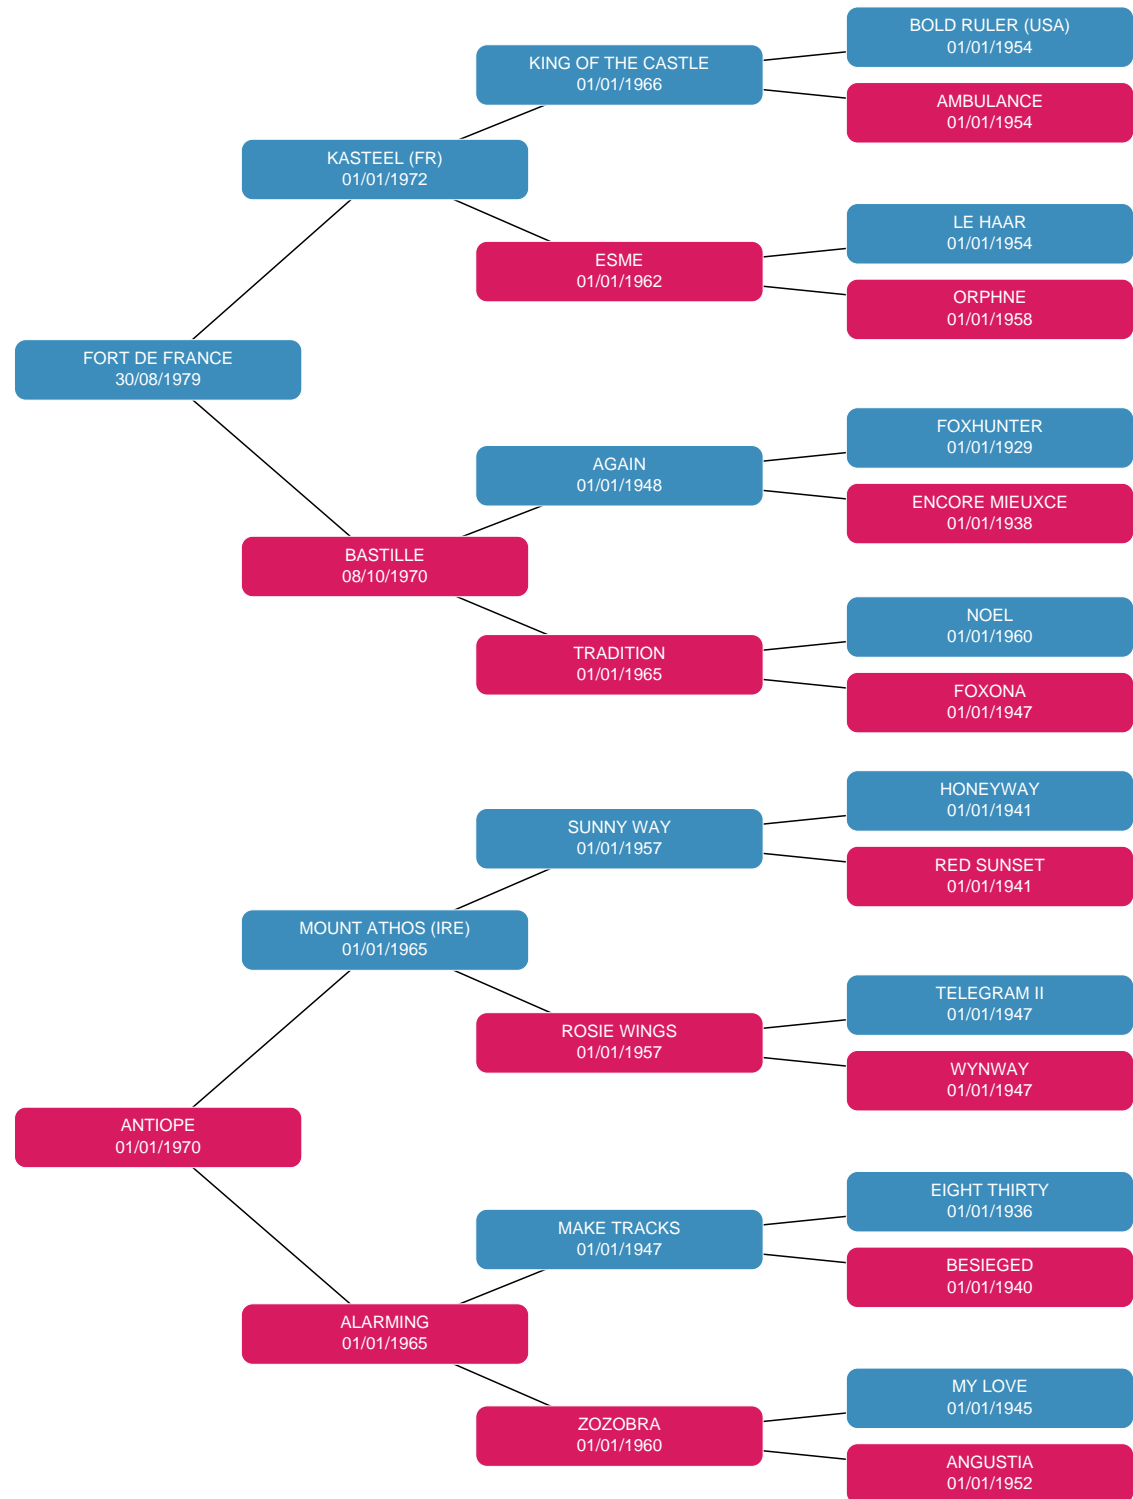 BOLD RULER (USA)
01/01/1954
KING OF THE CASTLE
01/01/1966
AMBULANCE
01/01/1954
KASTEEL (FR)
01/01/1972
LE HAAR
01/01/1954
ESME
01/01/1962
ORPHNE
01/01/1958
FORT DE FRANCE
30/08/1979
FOXHUNTER
01/01/1929
AGAIN
01/01/1948
ENCORE MIEUXCE
01/01/1938
BASTILLE
08/10/1970
NOEL
01/01/1960
TRADITION
01/01/1965
FOXONA
01/01/1947
HONEYWAY
01/01/1941
SUNNY WAY
01/01/1957
RED SUNSET
01/01/1941
MOUNT ATHOS (IRE)
01/01/1965
TELEGRAM II
01/01/1947
ROSIE WINGS
01/01/1957
WYNWAY
01/01/1947
ANTIOPE
01/01/1970
EIGHT THIRTY
01/01/1936
MAKE TRACKS
01/01/1947
BESIEGED
01/01/1940
ALARMING
01/01/1965
MY LOVE
01/01/1945
ZOZOBRA
01/01/1960
ANGUSTIA
01/01/1952